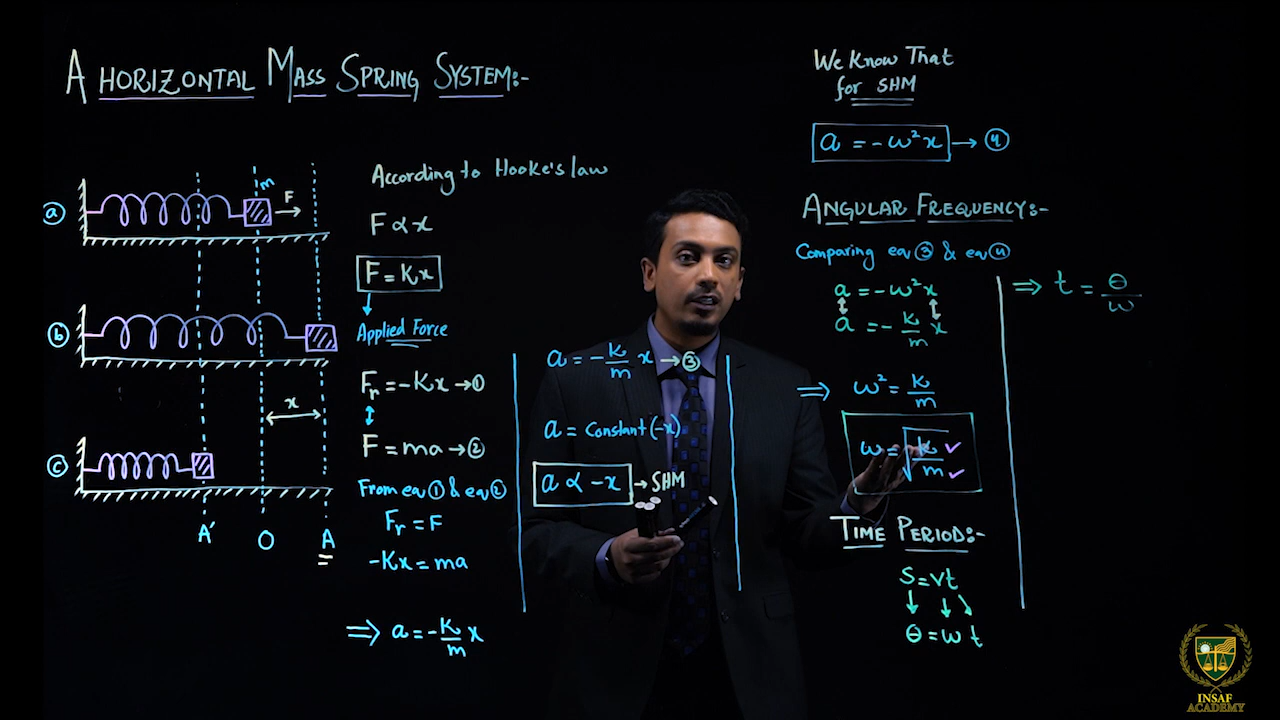 A HORIZONTAL MASS SPRING SYSTEM:-
a
m
F
b
x
c
A' O A
According to Hooke's law
F ∝ x
F = Kx
Applied Force
Fr = -Kx → 1
F = ma → 2
From eq 1 & eq 2
Fr = F
-Kx = ma
⇒ a = -K/m x
a = -K/m x → 3
a = Constant (-x)
a ∝ -x → SHM
We Know That
for SHM
a = -ω²x → 4
ANGULAR FREQUENCY:-
Comparing eq 3 & eq 4
a = -ω²x
a = -k/m x
⇒ ω² = k/m
ω = √k/m
TIME PERIOD:-
S = vt
θ = ω t
⇒ t = θ/ω
INSAF
ACADEMY